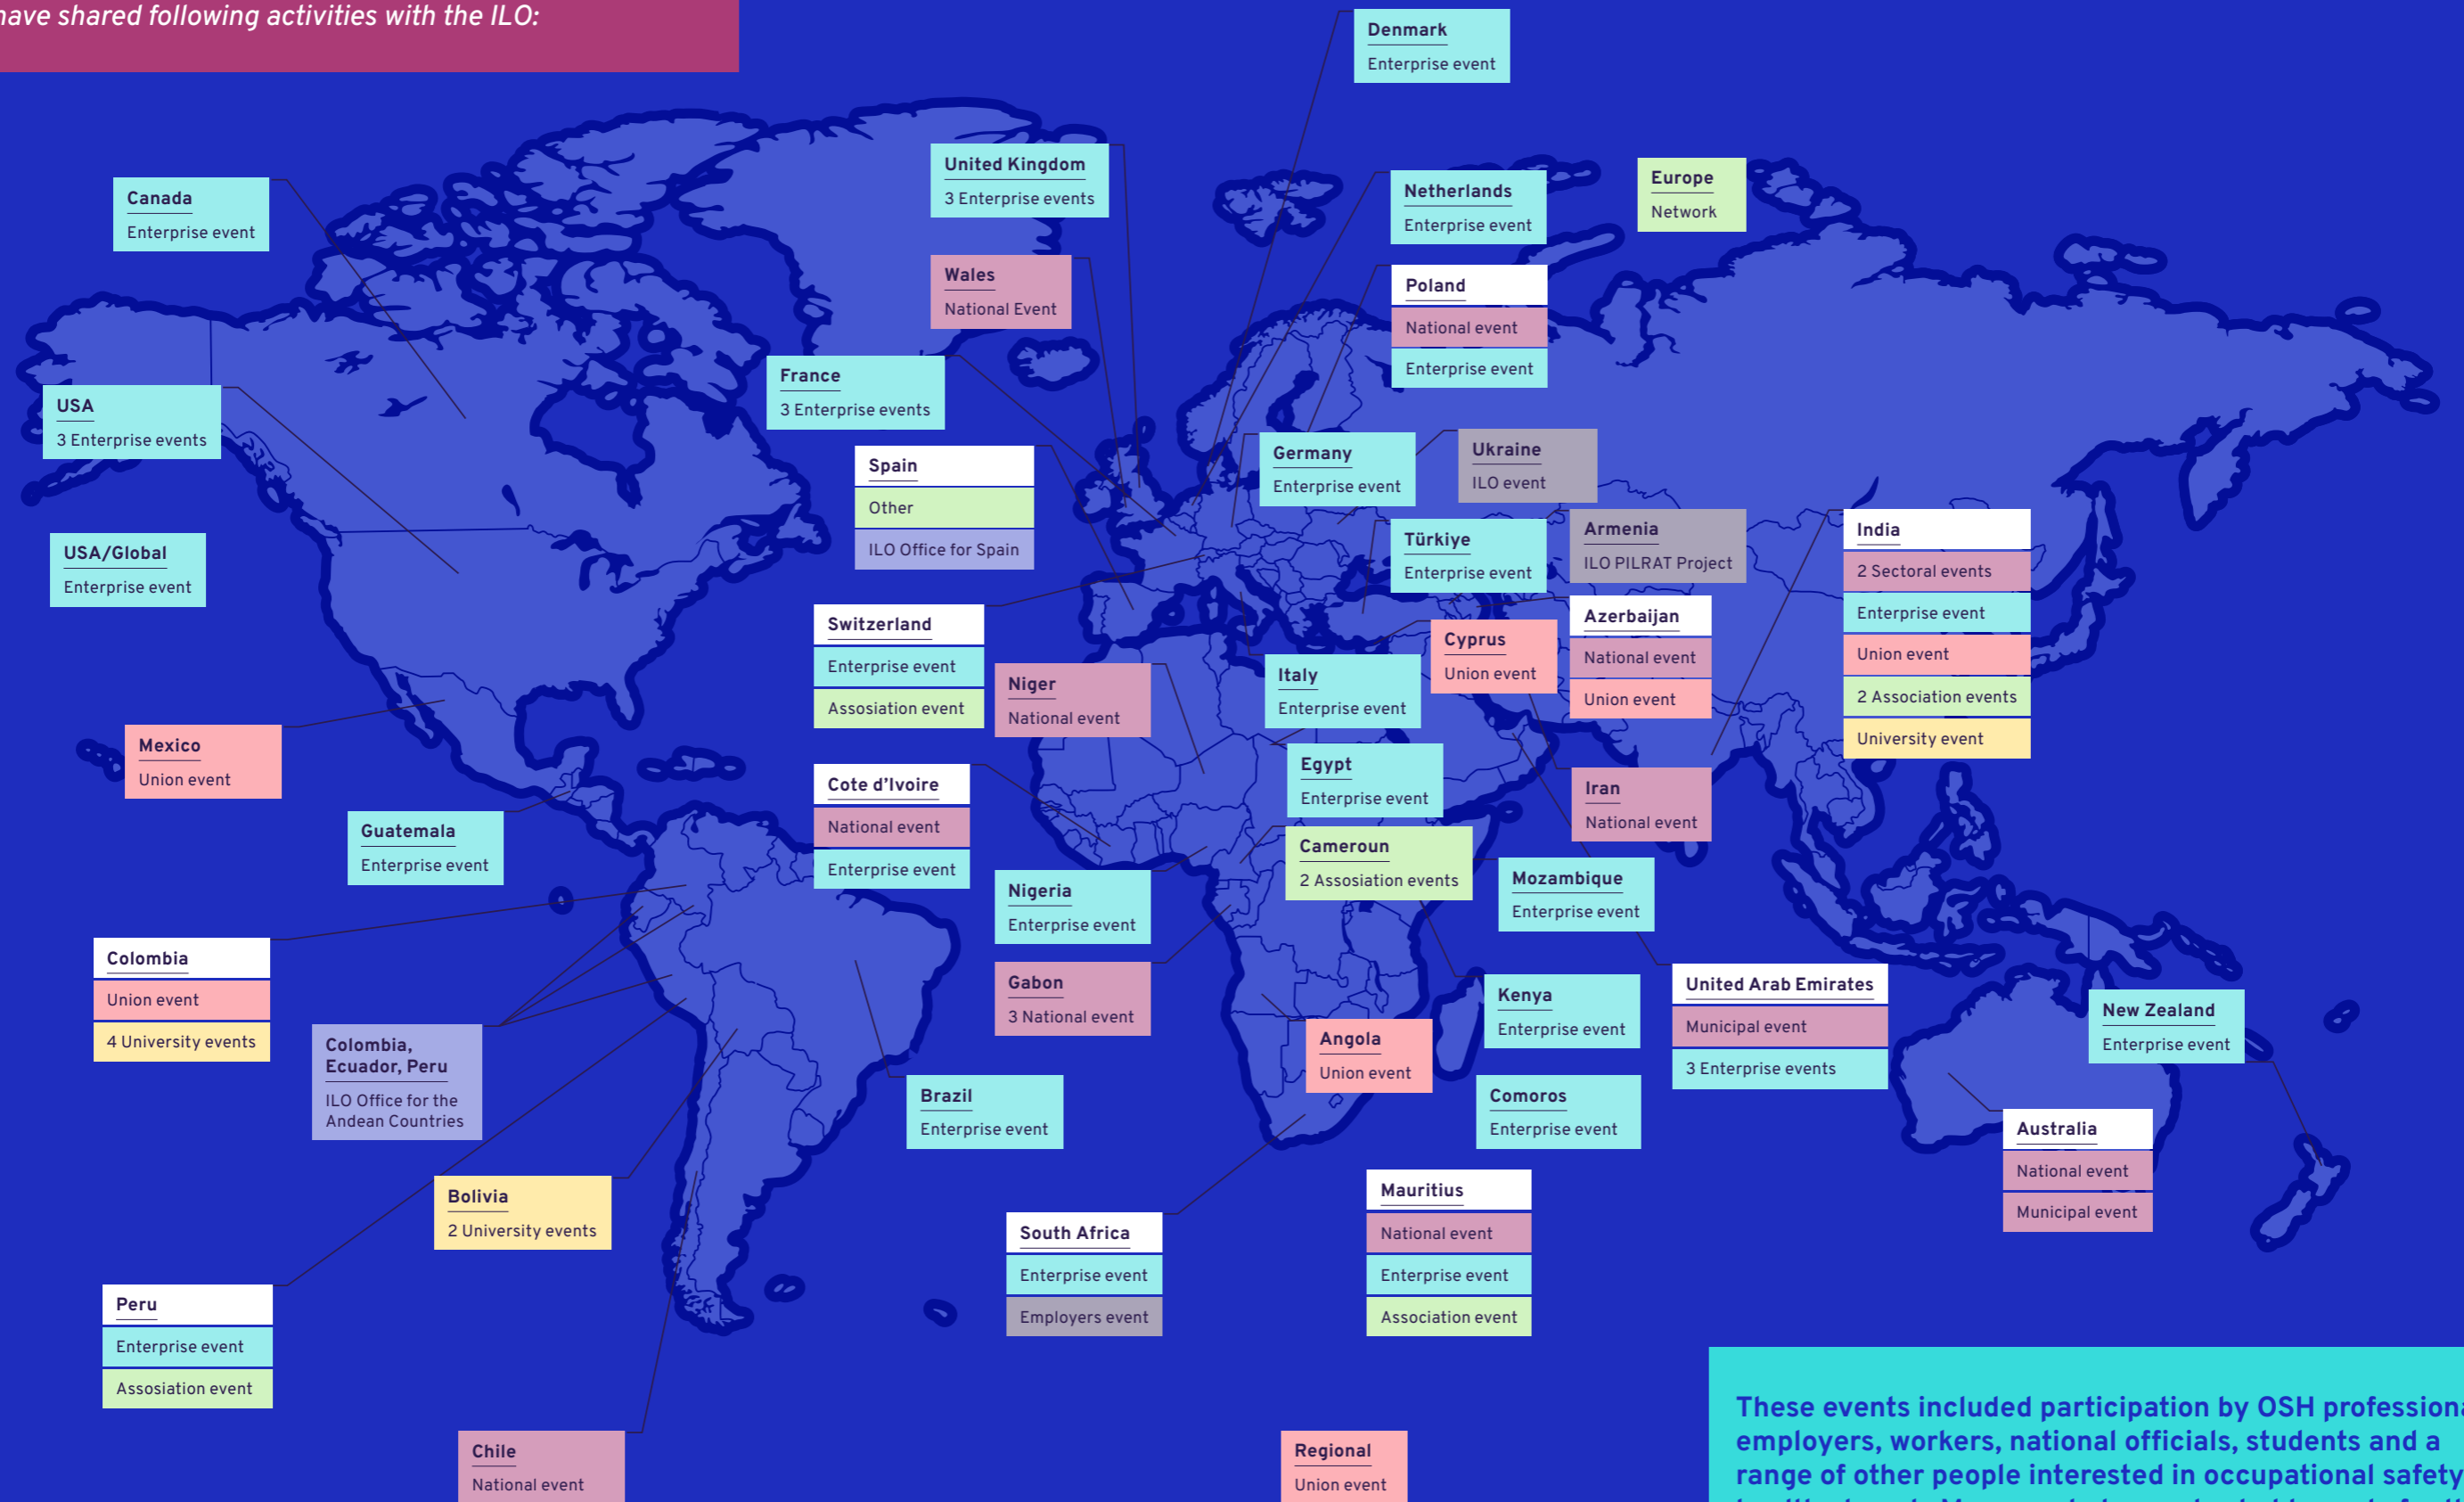 have shared following activities with the ILO:
Denmark
Enterprise event
United Kingdom
3 Enterprise events
Europe
Network
Netherlands
Enterprise event
Canada
Enterprise event
Wales
National Event
Poland
National event
Enterprise event
France
3 Enterprise events
USA
3 Enterprise events
Germany
Enterprise event
Ukraine
ILO event
Spain
Other
ILO Office for Spain
USA/Global
Enterprise event
Türkiye
Enterprise event
Armenia
ILO PILRAT Project
India
2 Sectoral events
Enterprise event
Union event
2 Association events
University event
Switzerland
Enterprise event
Assosiation event
Azerbaijan
National event
Union event
Cyprus
Union event
Niger
National event
Italy
Enterprise event
Mexico
Union event
Egypt
Enterprise event
Cote d’Ivoire
National event
Enterprise event
Iran
National event
Guatemala
Enterprise event
Cameroun
2 Assosiation events
Nigeria
Enterprise event
Mozambique
Enterprise event
Colombia
Union event
4 University events
Gabon
3 National event
Kenya
Enterprise event
United Arab Emirates
Municipal event
3 Enterprise events
New Zealand
Enterprise event
Colombia,
Ecuador, Peru
ILO Office for the
Andean Countries
Angola
Union event
Brazil
Enterprise event
Comoros
Enterprise event
Australia
National event
Municipal event
Bolivia
2 University events
Mauritius
National event
Enterprise event
Association event
South Africa
Enterprise event
Employers event
Peru
Enterprise event
Assosiation event
Chile
National event
Regional
Union event
These events included participation by OSH professiona
employers, workers, national officials, students and a
range of other people interested in occupational safety